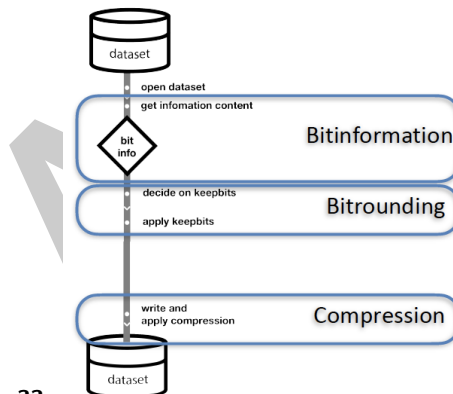 dataset
open dataset
get infomation content
bit
info
Bitinformation
decide on keepbits
Bitrounding
apply keepbits
write and
apply compression
Compression
dataset